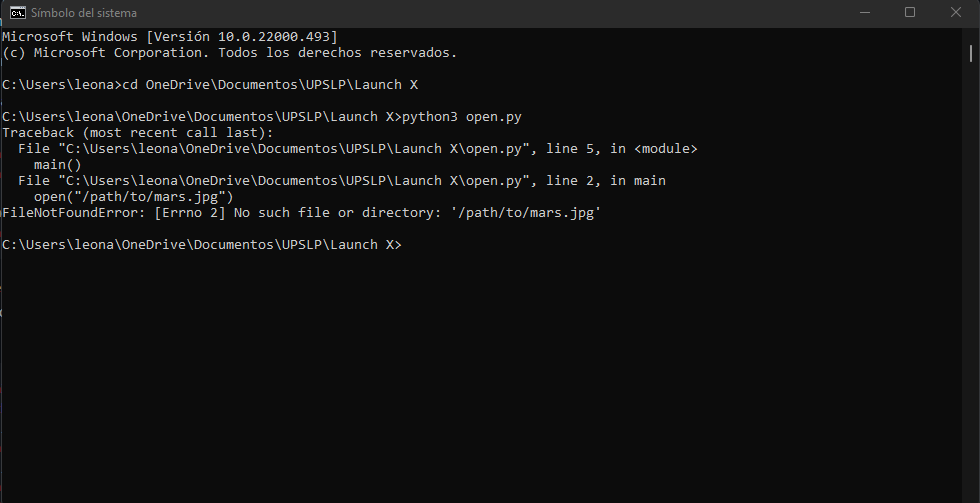 Símbolo del sistema
Microsoft Windows [Versión 10.0.22000.493]
(c) Microsoft Corporation. Todos los derechos reservados.
C:\Users\leona>cd OneDrive\Documentos\UPSLP\Launch X
C:\Users\leona\OneDrive\Documentos\UPSLP\Launch X>python3 open.py
Traceback (most recent call last):
  File "C:\Users\leona\OneDrive\Documentos\UPSLP\Launch X\open.py", line 5, in <module>
    main()
  File "C:\Users\leona\OneDrive\Documentos\UPSLP\Launch X\open.py", line 2, in main
    open("/path/to/mars.jpg")
FileNotFoundError: [Errno 2] No such file or directory: '/path/to/mars.jpg'
C:\Users\leona\OneDrive\Documentos\UPSLP\Launch X>